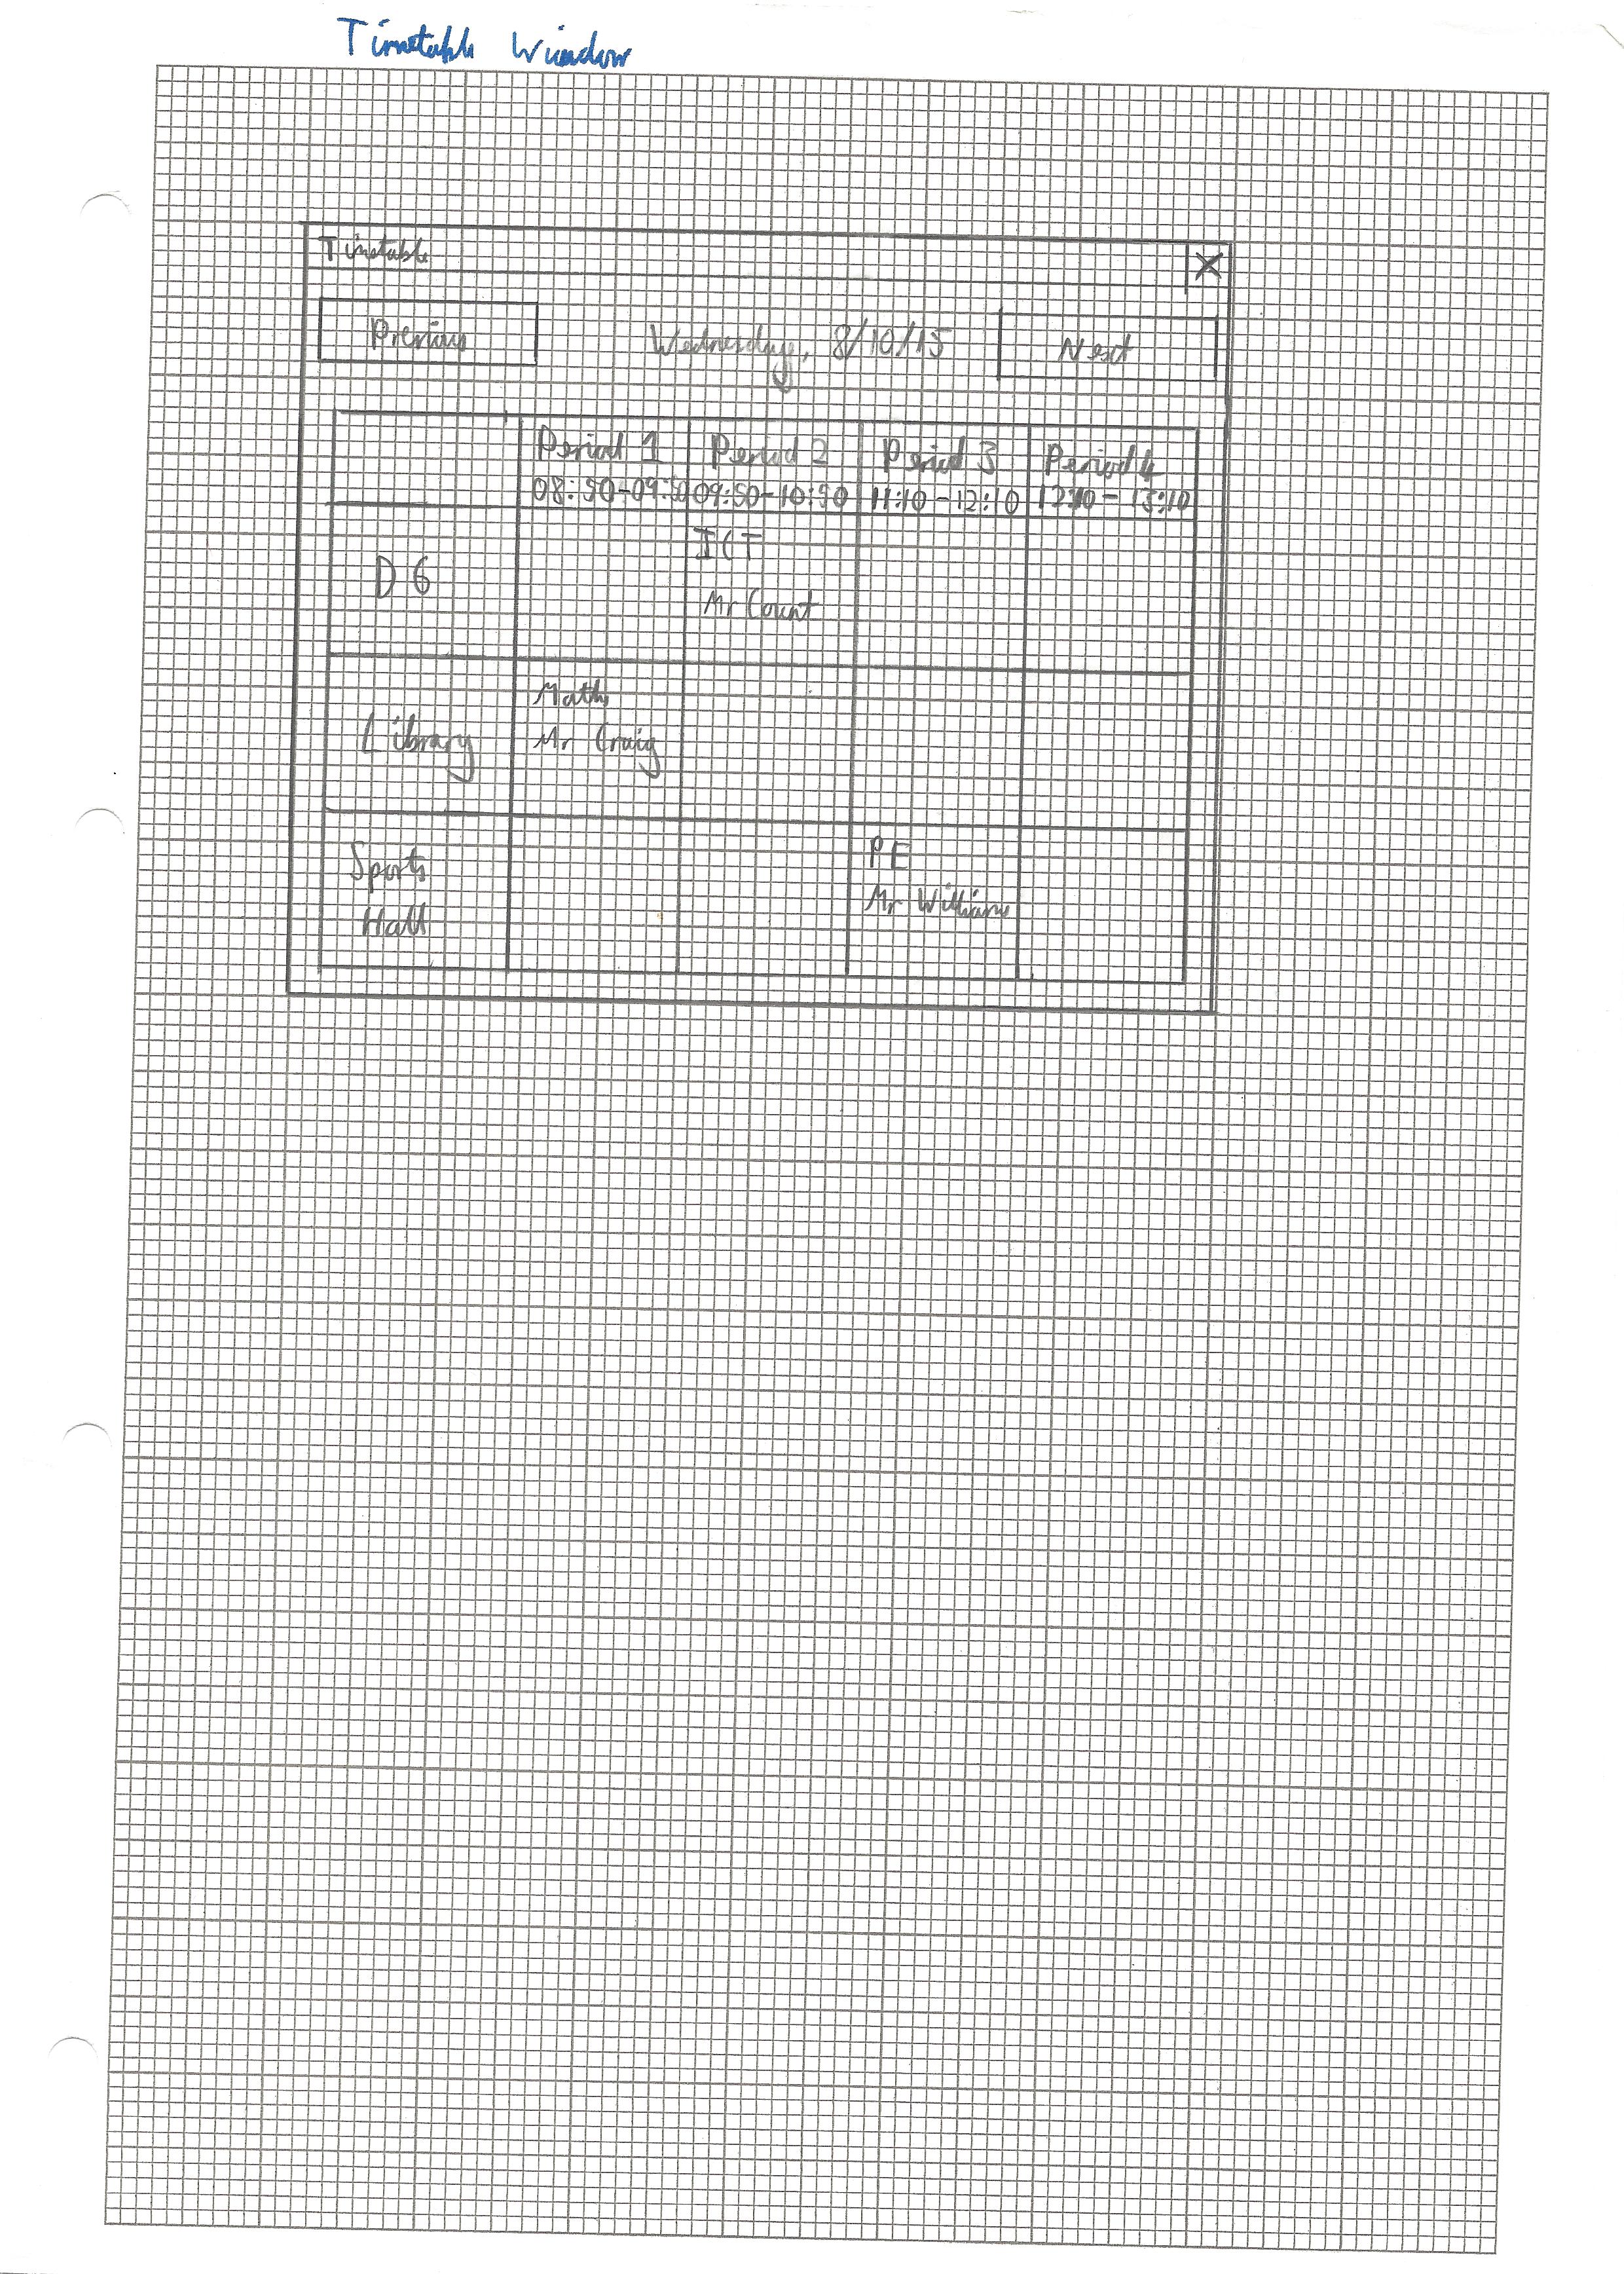 Timetable Window
Timetable X
Previous Wednesday, 8/10/15 Next
Period 1 Period 2 Period 3 Period 4
08:50-09:50 09:50-10:50 11:10-12:10 12:10-13:10
ICT
D6
Mr Count
Maths
Library Mr Craig
PE
Sports
Mr Williams
Hall